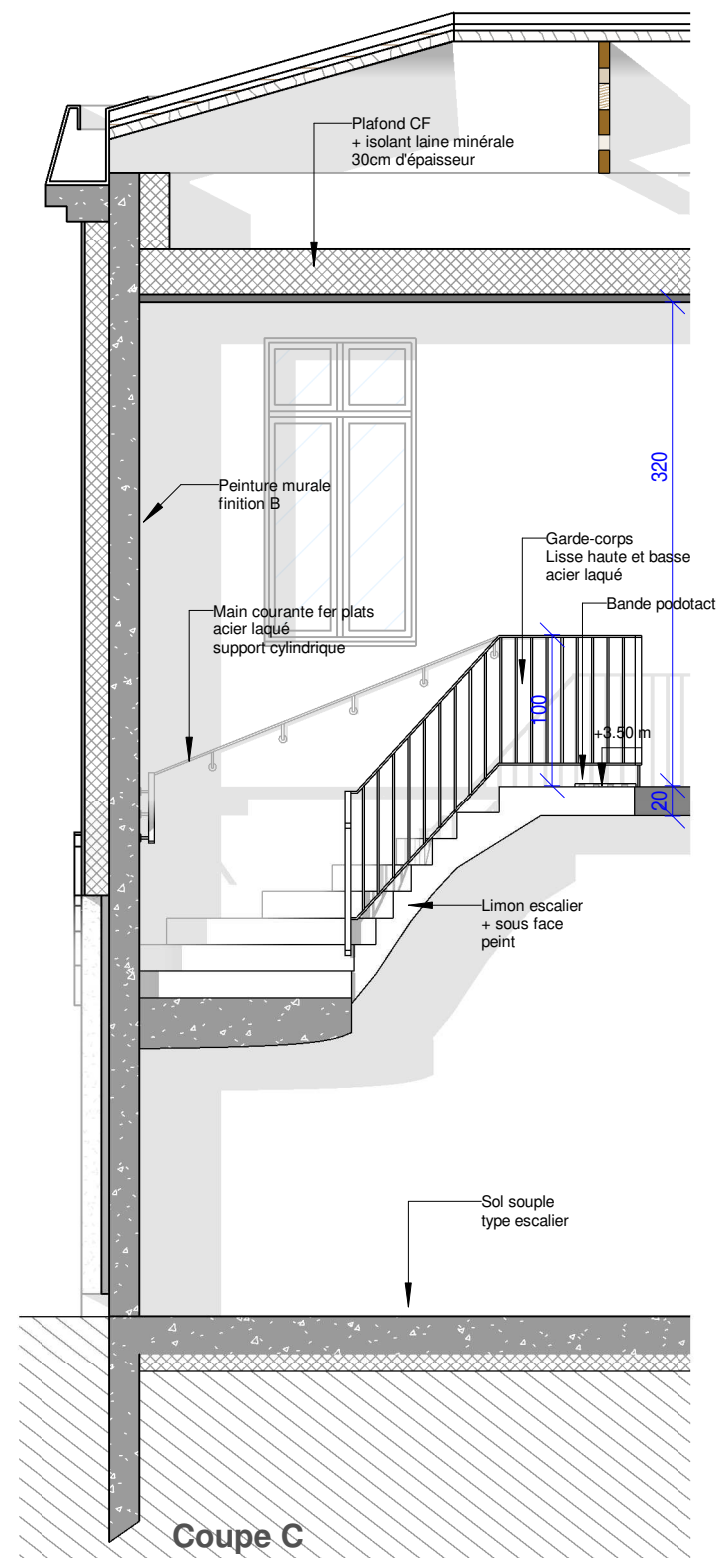 Plafond CF
+ isolant laine minérale
30cm d'épaisseur
320
Peinture murale
finition B
Garde-corps
Lisse haute et basse
acier laqué
Bande podotact
Main courante fer plats
acier laqué
support cylindrique
100
+3.50 m
20
Limon escalier
+ sous face
peint
Sol souple
type escalier
Coupe C